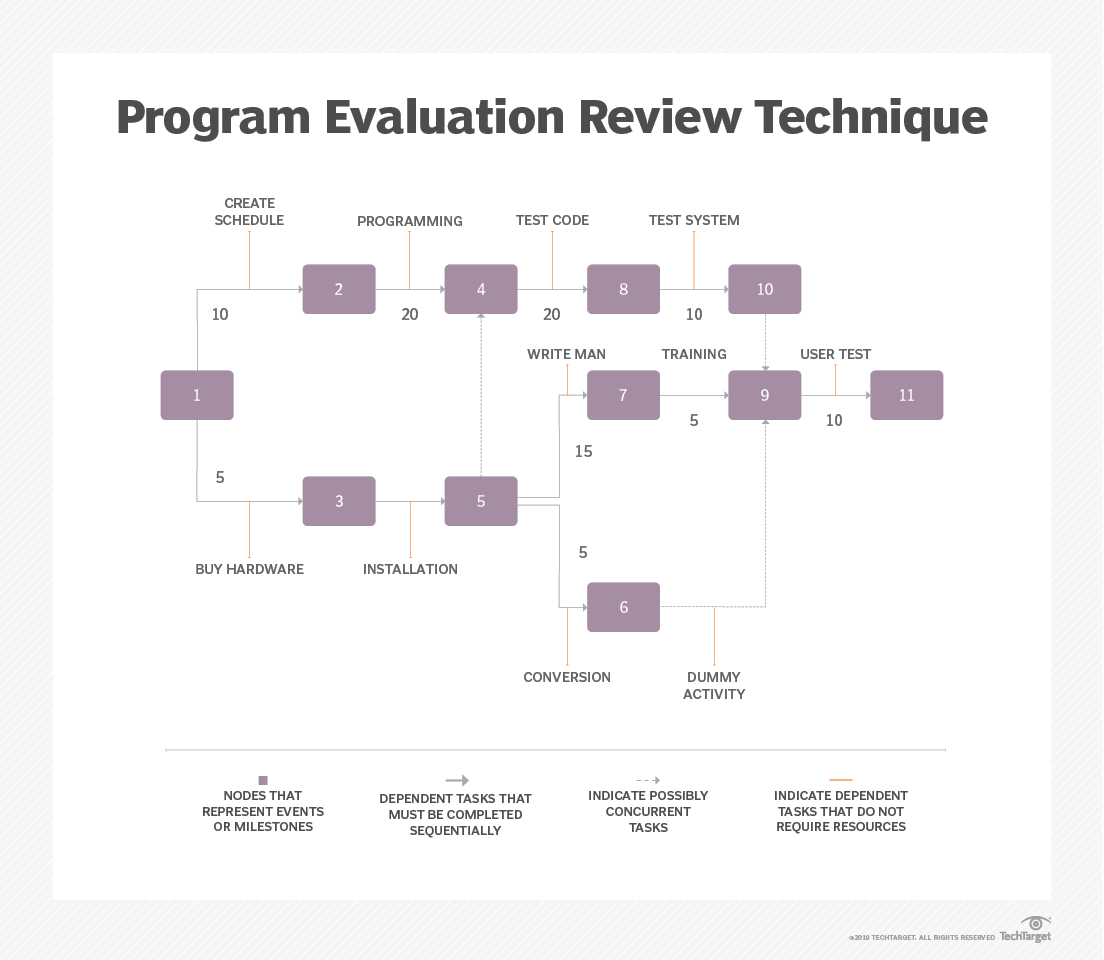 Program Evaluation Review Technique
CREATE
SCHEDULE
PROGRAMMING
TEST CODE
TEST SYSTEM
2
4
8
10
10
20
20
10
WRITE MAN
TRAINING
USER TEST
1
7
9
11
5
10
15
5
3
5
5
BUY HARDWARE
INSTALLATION
6
CONVERSION
DUMMY
ACTIVITY
NODES THAT
REPRESENT EVENTS
OR MILESTONES
DEPENDENT TASKS THAT
MUST BE COMPLETED
SEQUENTIALLY
INDICATE POSSIBLY
CONCURRENT
TASKS
INDICATE DEPENDENT
TASKS THAT DO NOT
REQUIRE RESOURCES
©2019 TECHTARGET. ALL RIGHTS RESERVED TechTarget